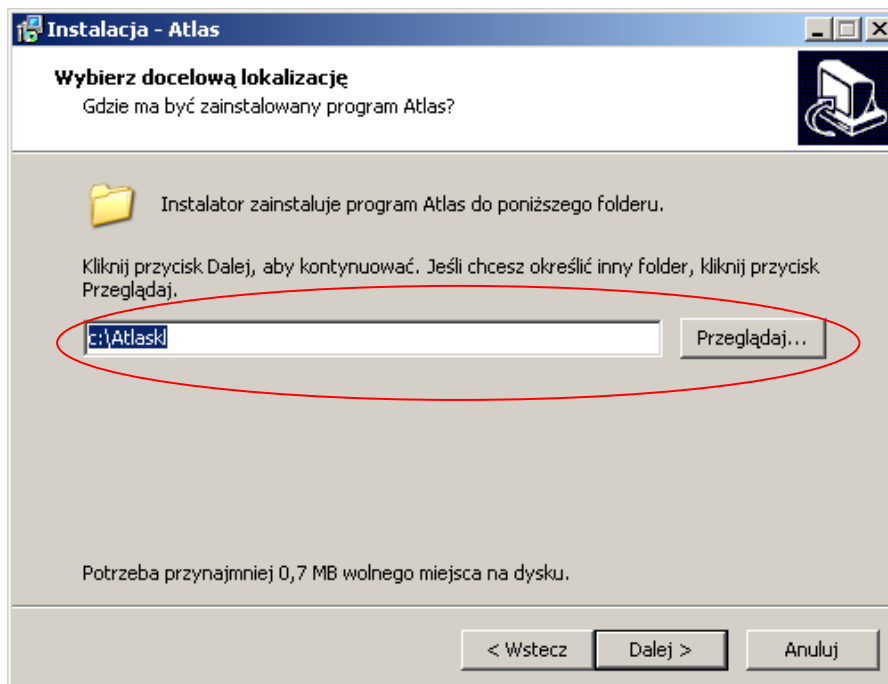 Instalacja - Atlas
Wybierz docelową lokalizację
Gdzie ma być zainstalowany program Atlas?
Instalator zainstaluje program Atlas do poniższego folderu.
Kliknij przycisk Dalej, aby kontynuować. Jeśli chcesz określić inny folder, kliknij przycisk
Przeglądaj.
c:\Atlaskl
Przeglądaj...
Potrzeba przynajmniej 0,7 MB wolnego miejsca na dysku.
< Wstecz
Dalej >
Anuluj